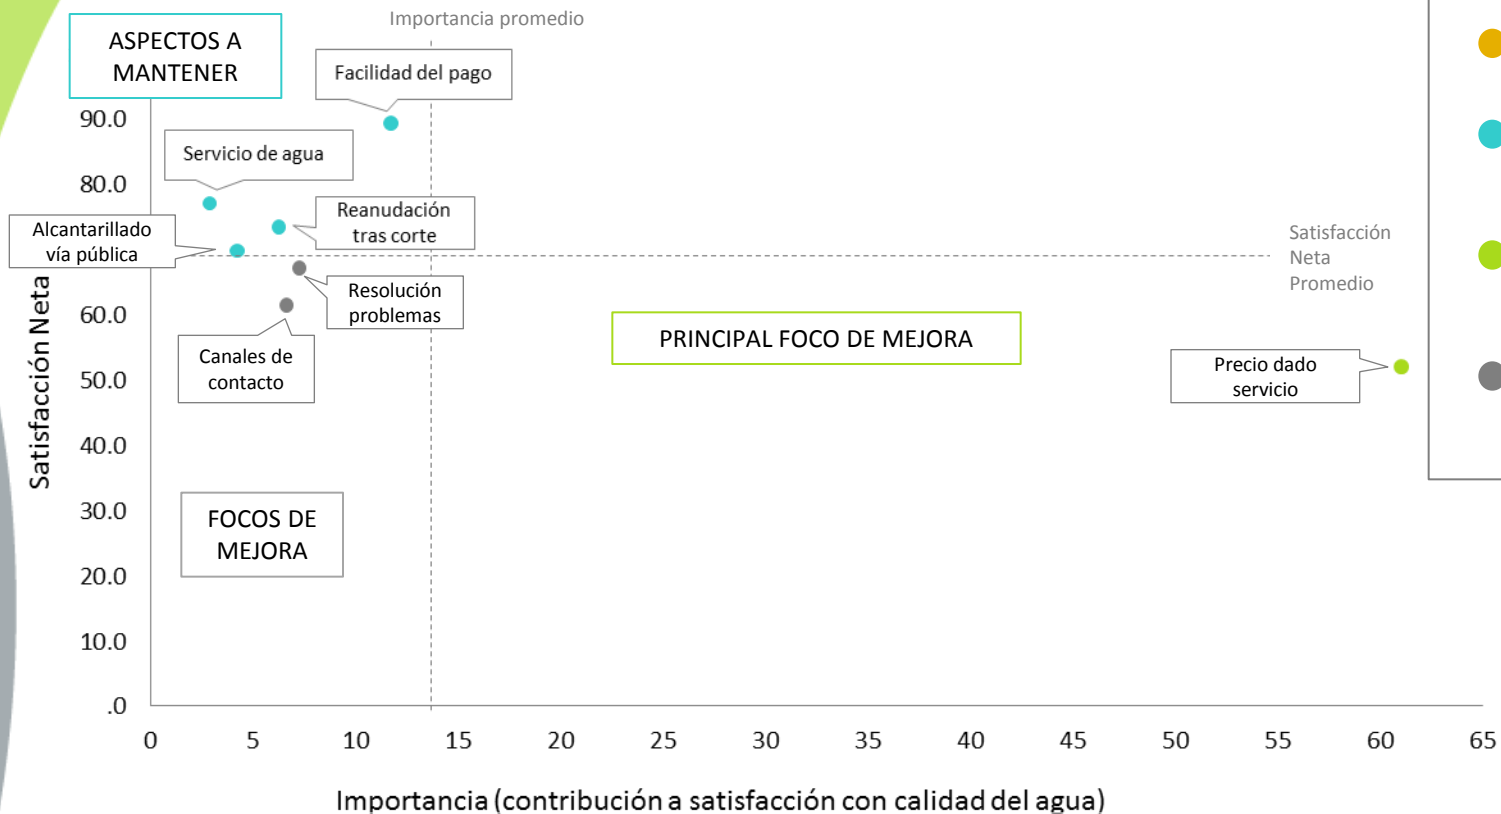 Importancia promedio
ASPECTOS A
MANTENER
Facilidad del pago
90.0
Servicio de agua
80.0
Reanudación
tras corte
Alcantarillado
vía pública
Satisfacción
Neta
Promedio
Resolución
problemas
60.0
PRINCIPAL FOCO DE MEJORA
Canales de
contacto
Precio dado
servicio
50.0
Satisfacción Neta
40.0
30.0
FOCOS DE
MEJORA
20.0
10.0
.0
0 5 10 15 20 25 30 35 40 45 50 55 60 65
Importancia (contribución a satisfacción con calidad del agua)